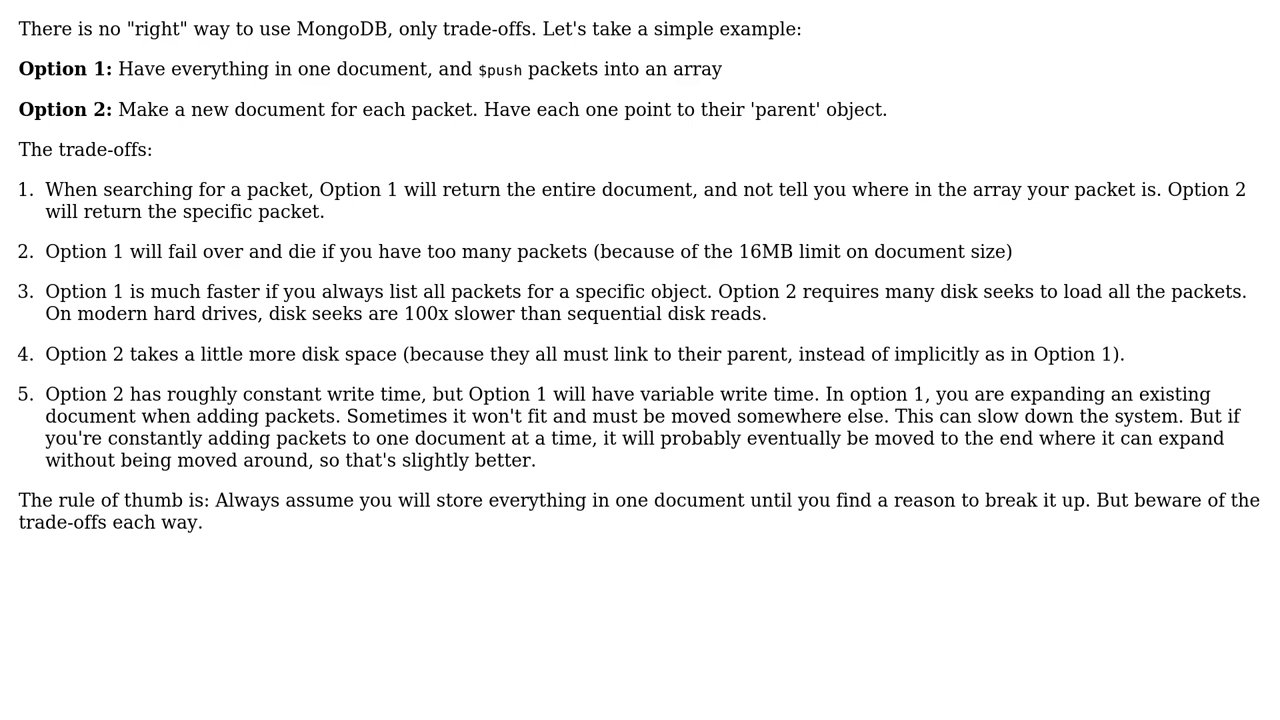 There is no "right" way to use MongoDB, only trade-offs. Let's take a simple example:
Option 1: Have everything in one document, and $push packets into an array
Option 2: Make a new document for each packet. Have each one point to their 'parent' object.
The trade-offs:
1. When searching for a packet, Option 1 will return the entire document, and not tell you where in the array your packet is. Option 2
will return the specific packet.
2. Option 1 will fail over and die if you have too many packets (because of the 16MB limit on document size)
3. Option 1 is much faster if you always list all packets for a specific object. Option 2 requires many disk seeks to load all the packets.
On modern hard drives, disk seeks are 100x slower than sequential disk reads.
4. Option 2 takes a little more disk space (because they all must link to their parent, instead of implicitly as in Option 1).
5. Option 2 has roughly constant write time, but Option 1 will have variable write time. In option 1, you are expanding an existing
document when adding packets. Sometimes it won't fit and must be moved somewhere else. This can slow down the system. But if
you're constantly adding packets to one document at a time, it will probably eventually be moved to the end where it can expand
without being moved around, so that's slightly better.
The rule of thumb is: Always assume you will store everything in one document until you find a reason to break it up. But beware of the
trade-offs each way.